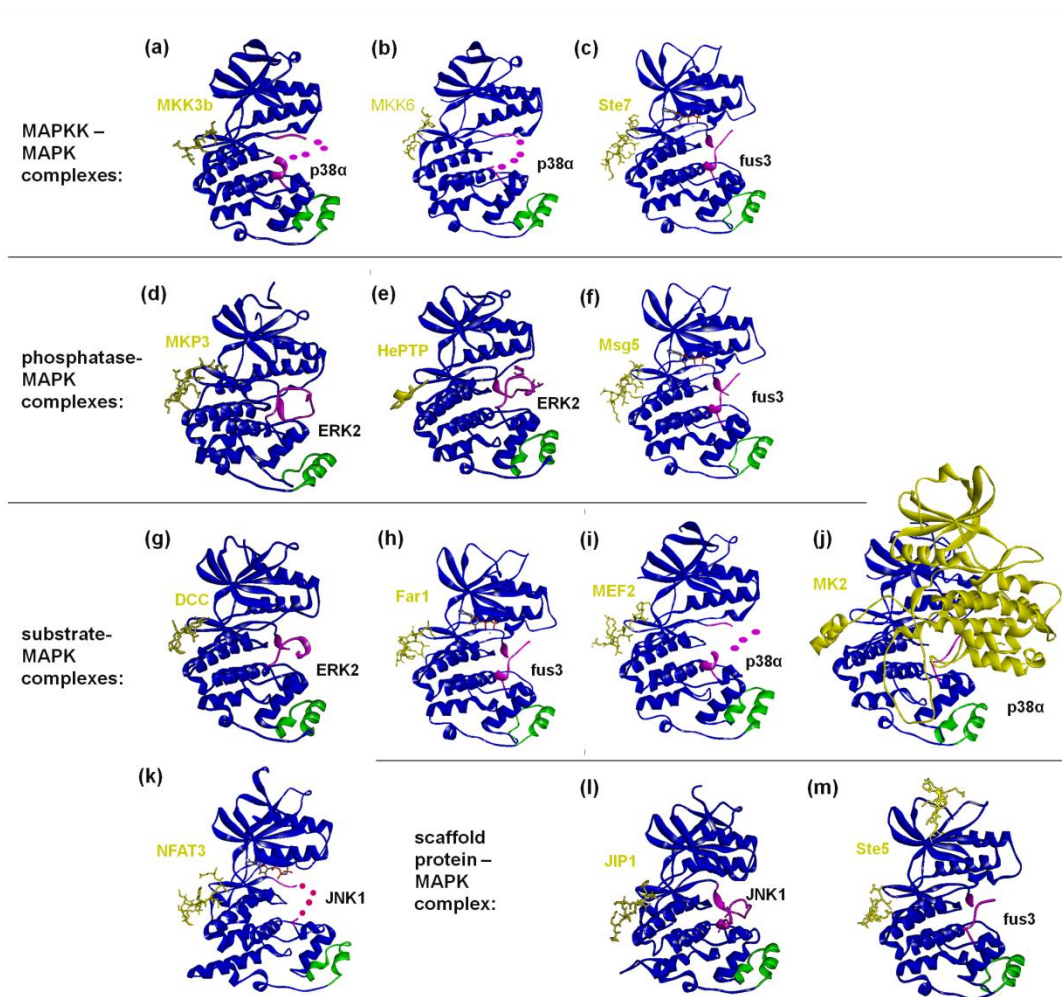 (a)
(b)
(c)
MKK3b
MKK6
Ste7
MAPKK –
MAPK
complexes:
p38α
p38α
fus3
(d)
(e)
(f)
MKP3
HePTP
Msg5
phosphatase-
MAPK
complexes:
ERK2
ERK2
fus3
(g)
(h)
(i)
(j)
DCC
Far1
MEF2
MK2
substrate-
MAPK
complexes:
ERK2
fus3
p38α
p38α
(k)
(l)
(m)
NFAT3
JNK1
scaffold
protein –
MAPK
complex:
JIP1
JNK1
Ste5
fus3